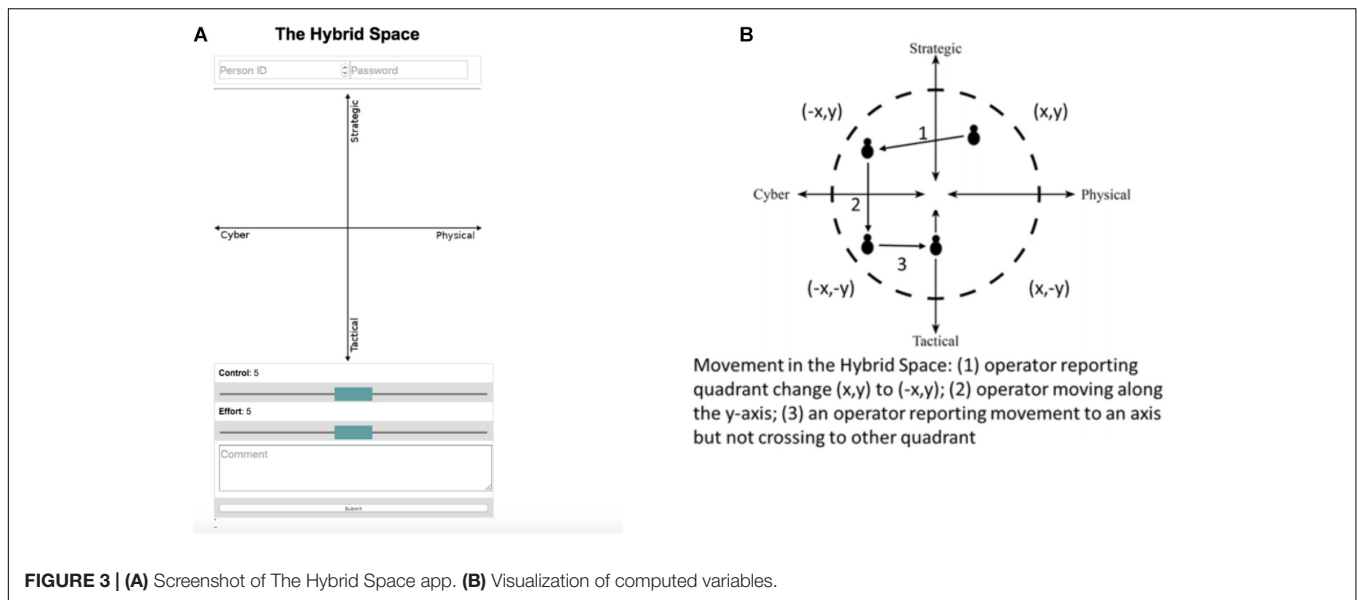 A
The Hybrid Space
Person ID
Password
Strategic
Cyber
Physical
Tactical
Control: 5
Effort: 5
Comment
Submit
B
Strategic
(-x,y)
(x,y)
1
Cyber
Physical
2
3
(-x,-y)
(x,-y)
Tactical
Movement in the Hybrid Space: (1) operator reporting
quadrant change (x,y) to (-x,y); (2) operator moving along
the y-axis; (3) an operator reporting movement to an axis
but not crossing to other quadrant
FIGURE 3 | (A) Screenshot of The Hybrid Space app. (B) Visualization of computed variables.